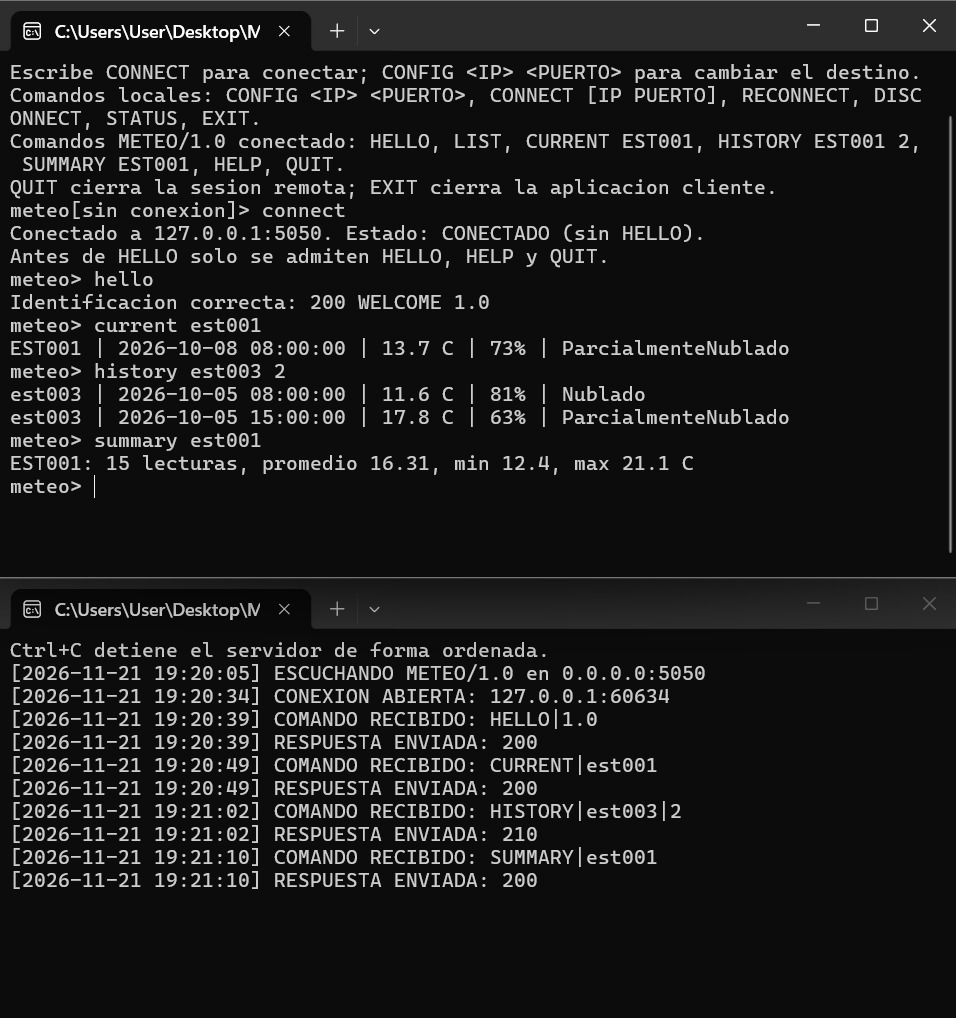 C:\Users\User\Desktop\M
Escribe CONNECT para conectar; CONFIG <IP> <PUERTO> para cambiar el destino.
Comandos locales: CONFIG <IP> <PUERTO>, CONNECT [IP PUERTO], RECONNECT, DISC
ONNECT, STATUS, EXIT.
Comandos METEO/1.0 conectado: HELLO, LIST, CURRENT EST001, HISTORY EST001 2,
 SUMMARY EST001, HELP, QUIT.
QUIT cierra la sesion remota; EXIT cierra la aplicacion cliente.
meteo[sin conexion]> connect
Conectado a 127.0.0.1:5050. Estado: CONECTADO (sin HELLO).
Antes de HELLO solo se admiten HELLO, HELP y QUIT.
meteo> hello
Identificacion correcta: 200 WELCOME 1.0
meteo> current est001
EST001 | 2026-10-08 08:00:00 | 13.7 C | 73% | ParcialmenteNublado
meteo> history est003 2
est003 | 2026-10-05 08:00:00 | 11.6 C | 81% | Nublado
est003 | 2026-10-05 15:00:00 | 17.8 C | 63% | ParcialmenteNublado
meteo> summary est001
EST001: 15 lecturas, promedio 16.31, min 12.4, max 21.1 C
meteo>
C:\Users\User\Desktop\M
Ctrl+C detiene el servidor de forma ordenada.
[2026-11-21 19:20:05] ESCUCHANDO METEO/1.0 en 0.0.0.0:5050
[2026-11-21 19:20:34] CONEXION ABIERTA: 127.0.0.1:60634
[2026-11-21 19:20:39] COMANDO RECIBIDO: HELLO|1.0
[2026-11-21 19:20:39] RESPUESTA ENVIADA: 200
[2026-11-21 19:20:49] COMANDO RECIBIDO: CURRENT|est001
[2026-11-21 19:20:49] RESPUESTA ENVIADA: 200
[2026-11-21 19:21:02] COMANDO RECIBIDO: HISTORY|est003|2
[2026-11-21 19:21:02] RESPUESTA ENVIADA: 210
[2026-11-21 19:21:10] COMANDO RECIBIDO: SUMMARY|est001
[2026-11-21 19:21:10] RESPUESTA ENVIADA: 200